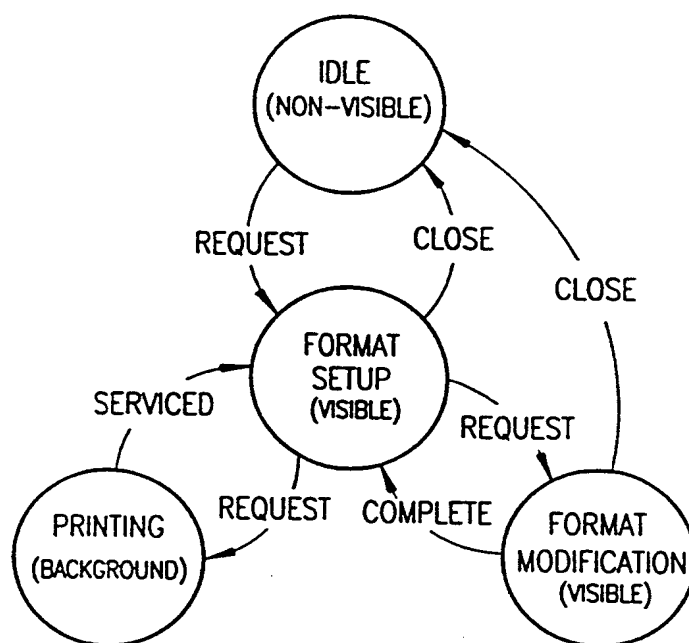 IDLE
(NON-VISIBLE)
REQUEST
CLOSE
CLOSE
FORMAT
SETUP
(VISIBLE)
SERVICED
REQUEST
REQUEST
COMPLETE
PRINTING
(BACKGROUND)
FORMAT
MODIFICATION
(VISIBLE)